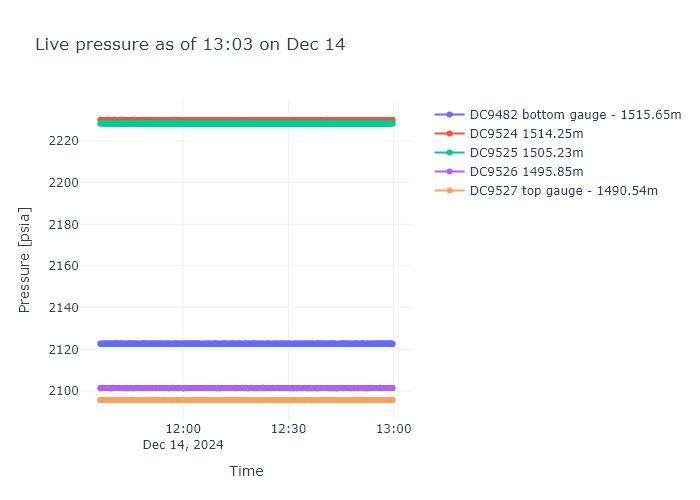 Live pressure as of 13:03 on Dec 14
DC9482 bottom gauge - 1515.65m
DC9524 1514.25m
DC9525 1505.23m
DC9526 1495.85m
DC9527 top gauge - 1490.54m
Pressure [psia]
2220
2200
2180
2160
2140
2120
2100
12:00
12:30
13:00
Dec 14, 2024
Time